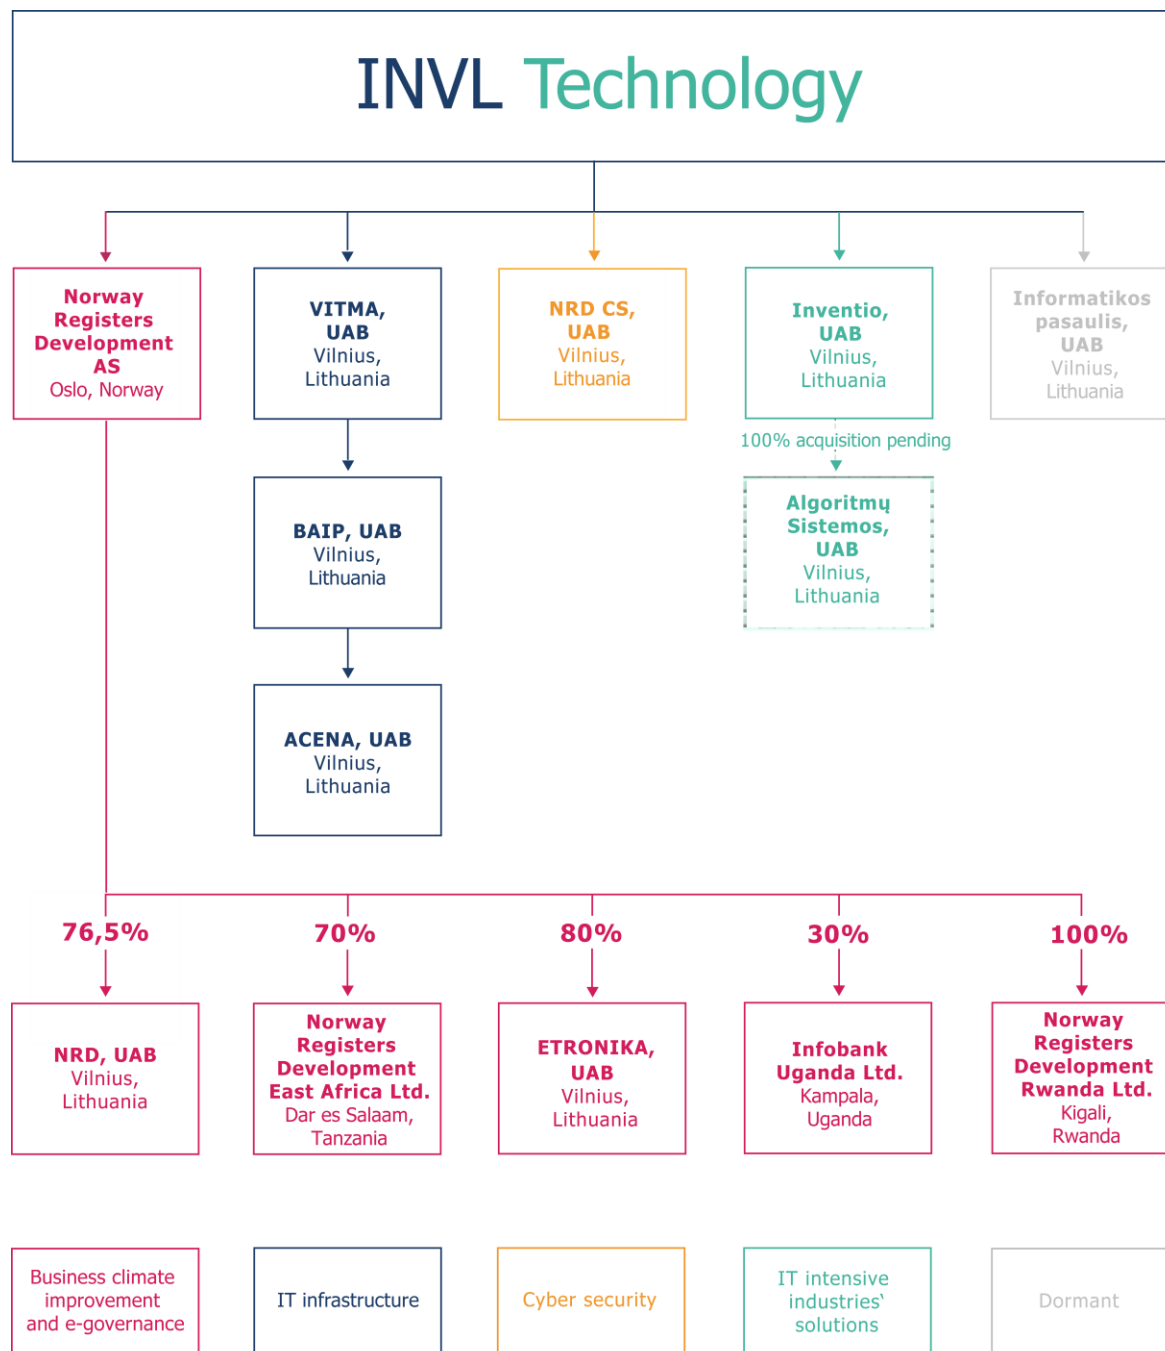 INVL Technology
Norway
Registers
Development
AS
Oslo, Norway
VITMA,
UAB
Vilnius,
Lithuania
NRD CS,
UAB
Vilnius,
Lithuania
Inventio,
UAB
Vilnius,
Lithuania
Informatikos
pasaulis,
UAB
Vilnius,
Lithuania
100% acquisition pending
BAIP, UAB
Vilnius,
Lithuania
Algoritmų
Sistemos,
UAB
Vilnius,
Lithuania
ACENA, UAB
Vilnius,
Lithuania
76,5%
70%
80%
30%
100%
NRD, UAB
Vilnius,
Lithuania
Norway
Registers
Development
East Africa Ltd.
Dar es Salaam,
Tanzania
ETRONIKA,
UAB
Vilnius,
Lithuania
Infobank
Uganda Ltd.
Kampala,
Uganda
Norway
Registers
Development
Rwanda Ltd.
Kigali,
Rwanda
Business climate
improvement
and e-governance
IT infrastructure
Cyber security
IT intensive
industries‘
solutions
Dormant